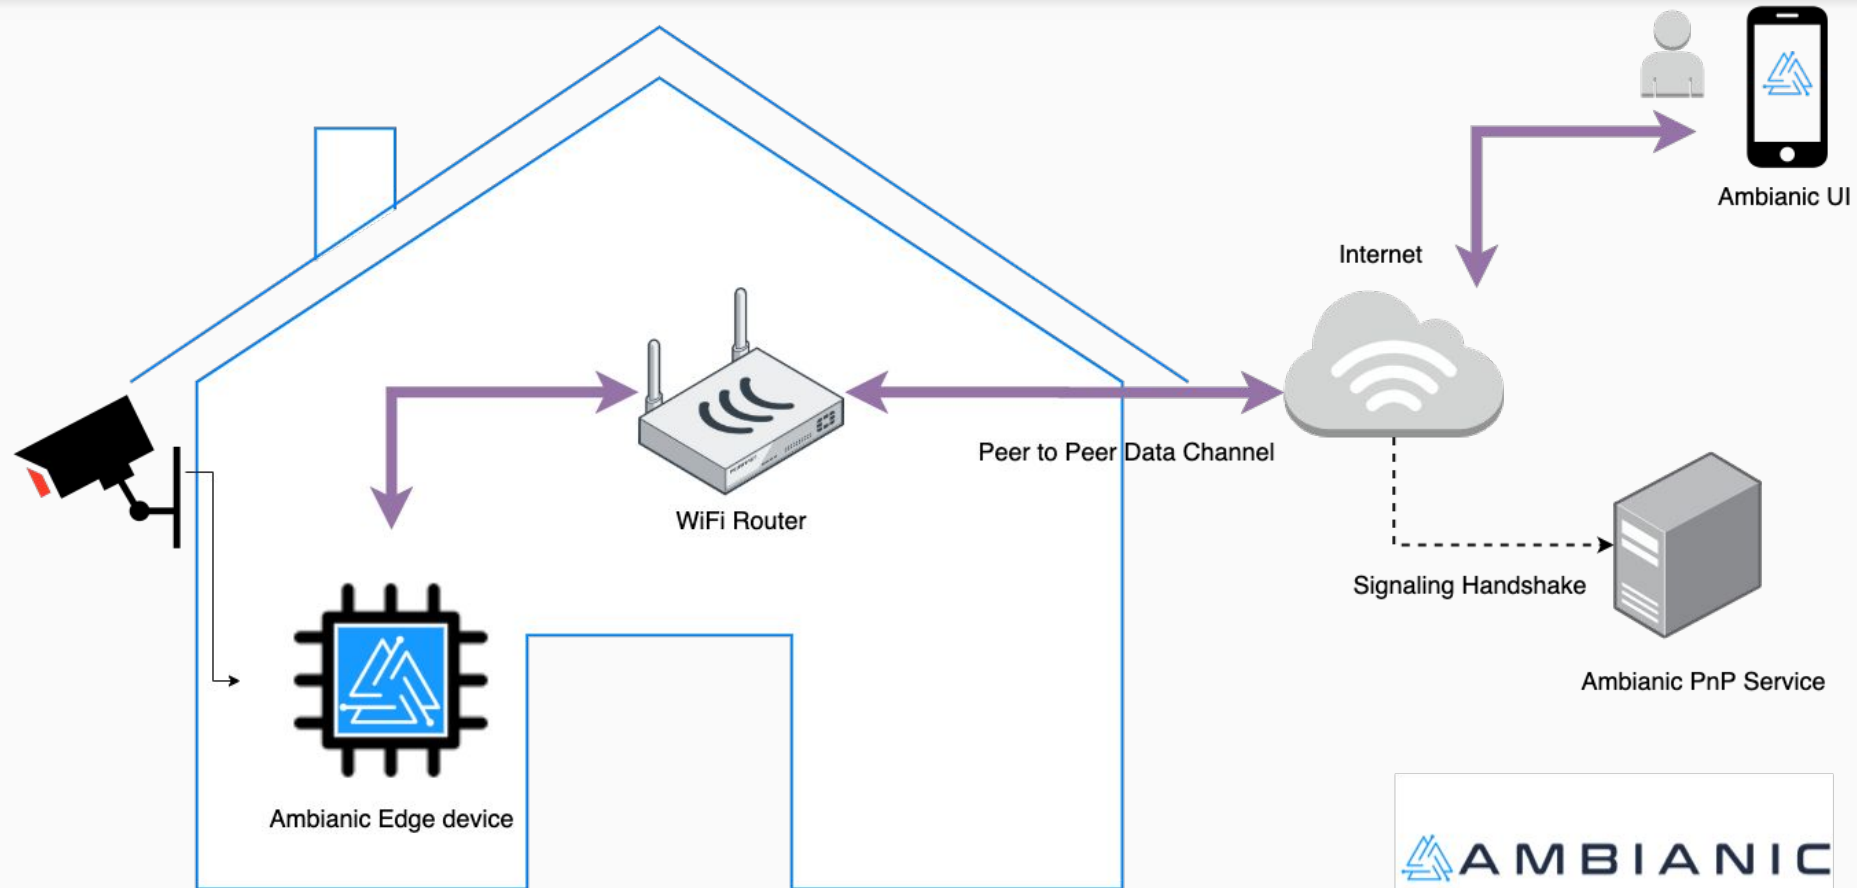 Ambianic UI
Internet
Peer to Peer Data Channel
WiFi Router
Signaling Handshake
Ambianic PnP Service
Ambianic Edge device
AMBIANIC